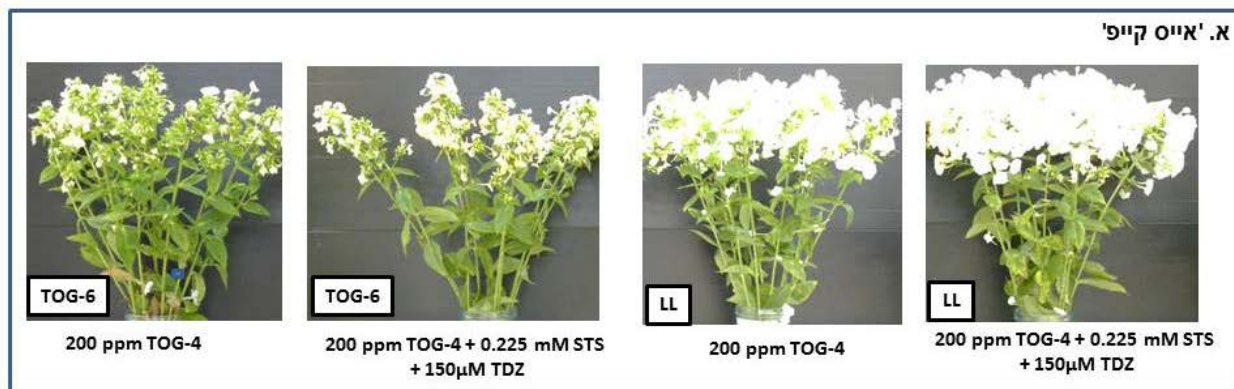 א. 'אייס קייפ'
TOG-6
200 ppm TOG-4
TOG-6
200 ppm TOG-4 + 0.225 mM STS
+ 150µM TDZ
LL
200 ppm TOG-4
LL
200 ppm TOG-4 + 0.225 mM STS
+ 150µM TDZ